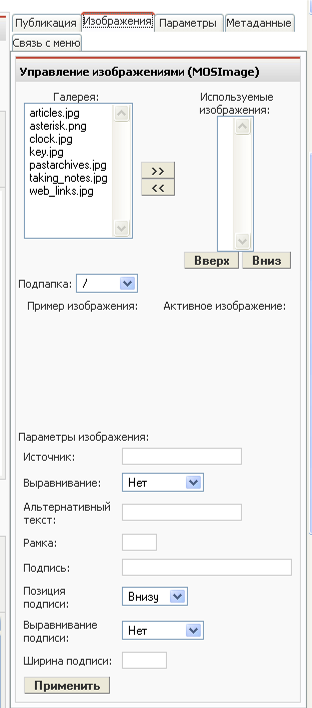 Публикация Изображения Параметры Метаданные
Связь с меню
Управление изображениями (MOSImage)
Галерея: Используемые
изображения:
articles.jpg
asterisk.png
clock.jpg
key.jpg
pastarchives.jpg
taking_notes.jpg
web_links.jpg
>>
<<
Вверх Вниз
Подпапка: /
Пример изображения: Активное изображение:
Параметры изображения:
Источник:
Выравнивание: Нет
Альтернативный
текст:
Рамка:
Подпись:
Позиция
подписи: Внизу
Выравнивание
подписи: Нет
Ширина подписи:
Применить